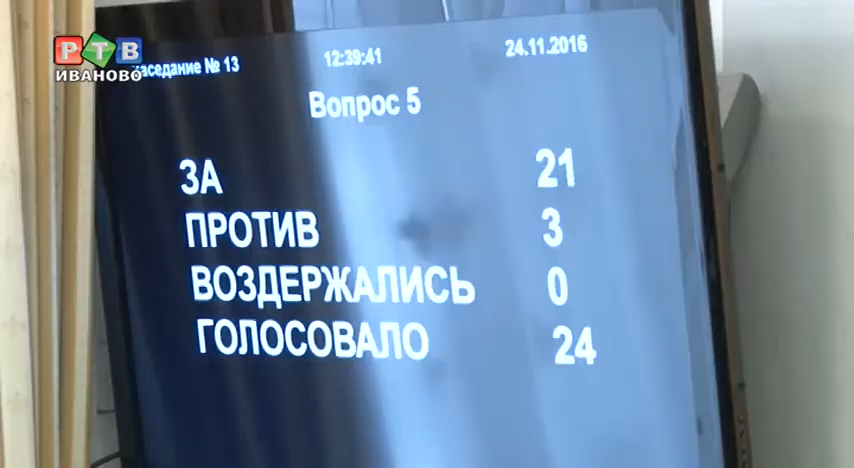 РТВ
ИВАНОВО
заседание № 13 12:39:41 24.11.2016
Вопрос 5
ЗА 21
ПРОТИВ 3
ВОЗДЕРЖАЛИСЬ 0
ГОЛОСОВАЛО 24